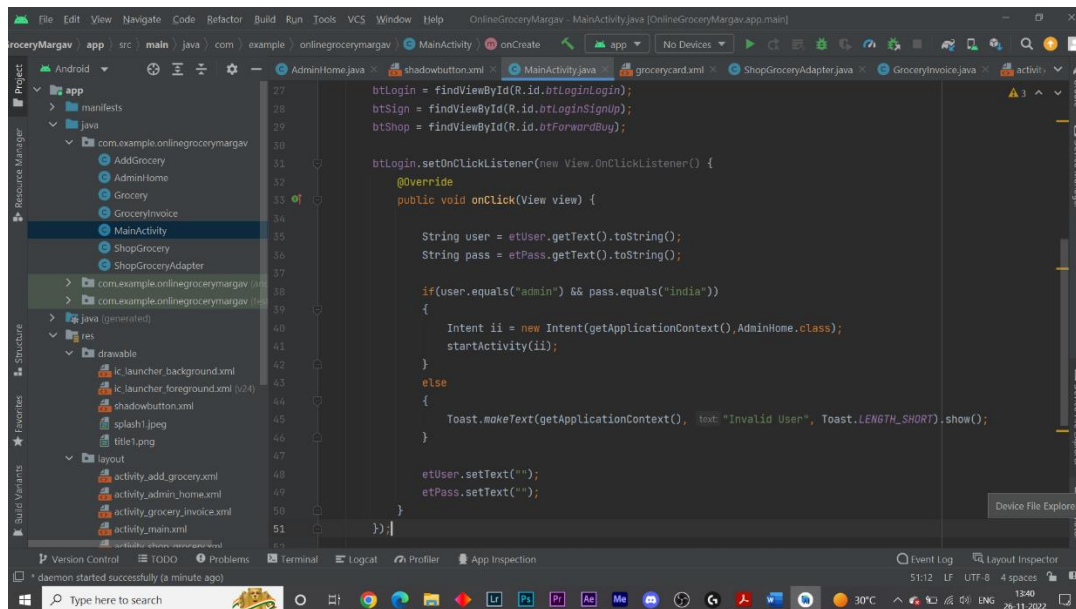 File Edit View Navigate Code Refactor Build Run Tools VCS Window Help OnlineGroceryMargav - MainActivity.java [OnlineGroceryMargav.app.main]
iroceryMargav app src main java com example onlinegrocerymargav MainActivity onCreate app No Devices
Android
AdminHome.java shadowbutton.xml MainActivity.java grocerycard.xml ShopGroceryAdapter.java GroceryInvoice.java activity
Project
Resource Manager
Structure
Favorites
Build Variants
app
manifests
java
com.example.onlinegrocerymargav
AddGrocery
AdminHome
Grocery
GroceryInvoice
MainActivity
ShopGrocery
ShopGroceryAdapter
com.example.onlinegrocerymargav
com.example.onlinegrocerymargav
java (generated)
res
drawable
ic_launcher_background.xml
ic_launcher_foreground.xml (v24)
shadowbutton.xml
splash1.jpeg
title1.png
layout
activity_add_grocery.xml
activity_admin_home.xml
activity_grocery_invoice.xml
activity_main.xml
activity_shop_grocery.xml
3
27 btLogin = findViewById(R.id.btLoginLogin);
28 btSign = findViewById(R.id.btLoginSignUp);
29 btShop = findViewById(R.id.btForwardBuy);
30
31 btLogin.setOnClickListener(new View.OnClickListener() {
32 @Override
33 public void onClick(View view) {
34
35 String user = etUser.getText().toString();
36 String pass = etPass.getText().toString();
37
38 if(user.equals("admin") && pass.equals("india"))
39 {
40 Intent ii = new Intent(getApplicationContext(),AdminHome.class);
41 startActivity(ii);
42 }
43 else
44 {
45 Toast.makeText(getApplicationContext(), text: "Invalid User", Toast.LENGTH_SHORT).show();
46 }
47
48 etUser.setText("");
49 etPass.setText("");
50 }
51 });
52
Device File Explorer
Version Control TODO Problems Terminal Logcat Profiler App Inspection Event Log Layout Inspector
* daemon started successfully (a minute ago) 51:12 LF UTF-8 4 spaces
Type here to search Lr Ps Pr Ae Me 30°C ENG 13:40
26-11-2022